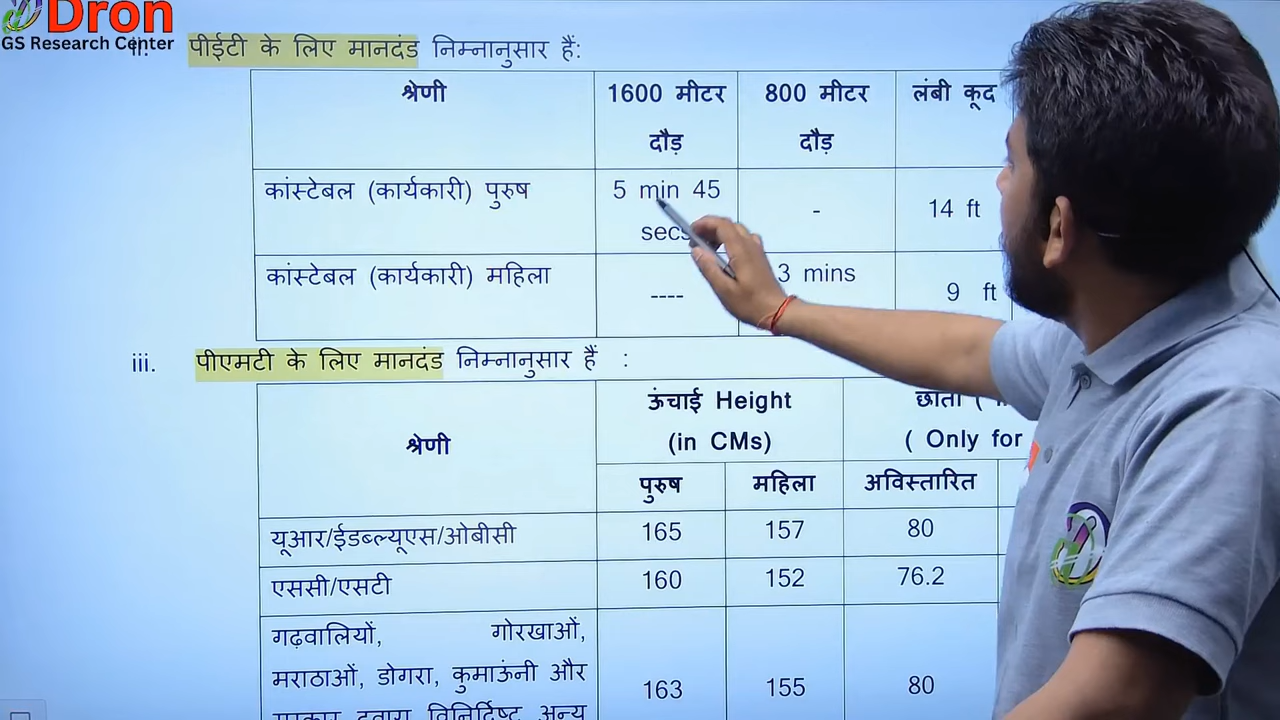 Dron
GS Research Center
पीईटी के लिए मानदंड निम्नानुसार हैं:
श्रेणी 1600 मीटर दौड़ 800 मीटर दौड़ लंबी कूद
कांस्टेबल (कार्यकारी) पुरुष 5 min 45 secs - 14 ft
कांस्टेबल (कार्यकारी) महिला ---- 3 mins 9 ft
iii. पीएमटी के लिए मानदंड निम्नानुसार हैं :
श्रेणी ऊंचाई Height (in CMs) छाती ( Only for
पुरुष महिला अविस्तारित
यूआर/ईडब्ल्यूएस/ओबीसी 165 157 80
एससी/एसटी 160 152 76.2
गढ़वालियों, गोरखाओं,
मराठाओं, डोगरा, कुमाऊंनी और 163 155 80
विनिर्दिष्ट अन्य